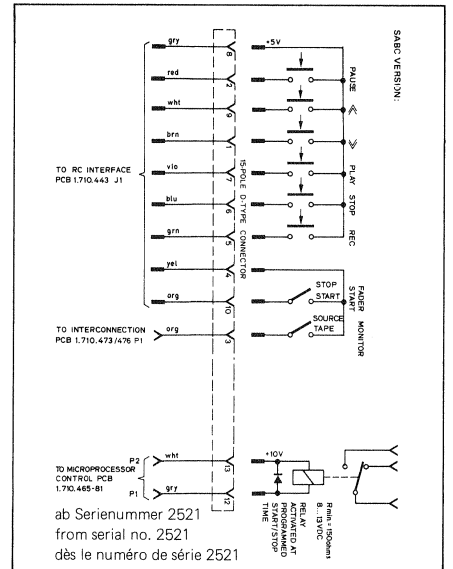 SABC VERSION:
gry 8 +5V
red 2 PAUSE
wht 9 <<
brn 1 >>
TO RC INTERFACE
PCB 1.710.443 J1
vio 7 PLAY
blu 6 STOP
grn 5 REC
yel 4
org 10
15-POLE D-TYPE CONNECTOR
STOP
START
FADER
START
TO INTERCONNECTION
PCB 1.710.473/476 P1
org 3
SOURCE
TAPE
MONITOR
P2 wht 13 +10V
TO MICROPROCESSOR
CONTROL PCB
1.710.465-81
P1 gry 12
Rmin = 150ohms
8...13VDC
RELAY
ACTIVATED AT
PROGRAMMED
START/STOP
TIME
ab Serienummer 2521
from serial no. 2521
dès le numéro de série 2521